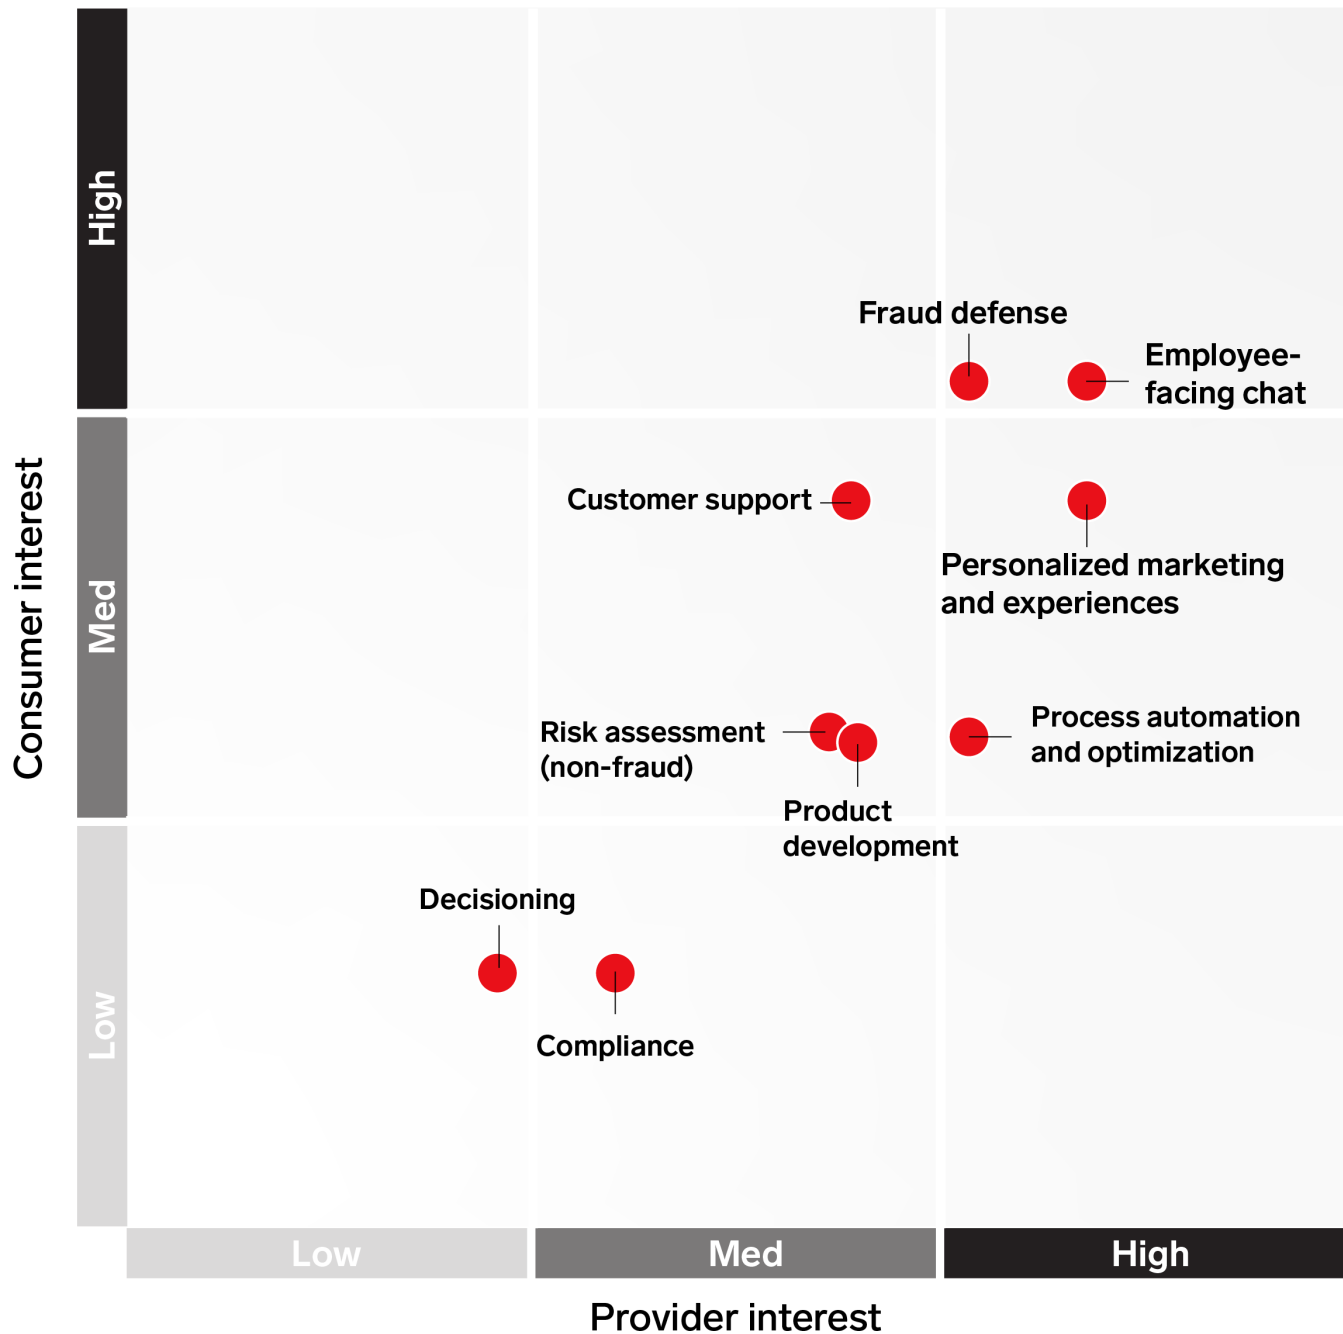 High
Fraud defense
Employee-
facing chat
Consumer interest
Med
Customer support
Personalized marketing
and experiences
Risk assessment
(non-fraud)
Process automation
and optimization
Product
development
Low
Decisioning
Compliance
Low
Med
High
Provider interest